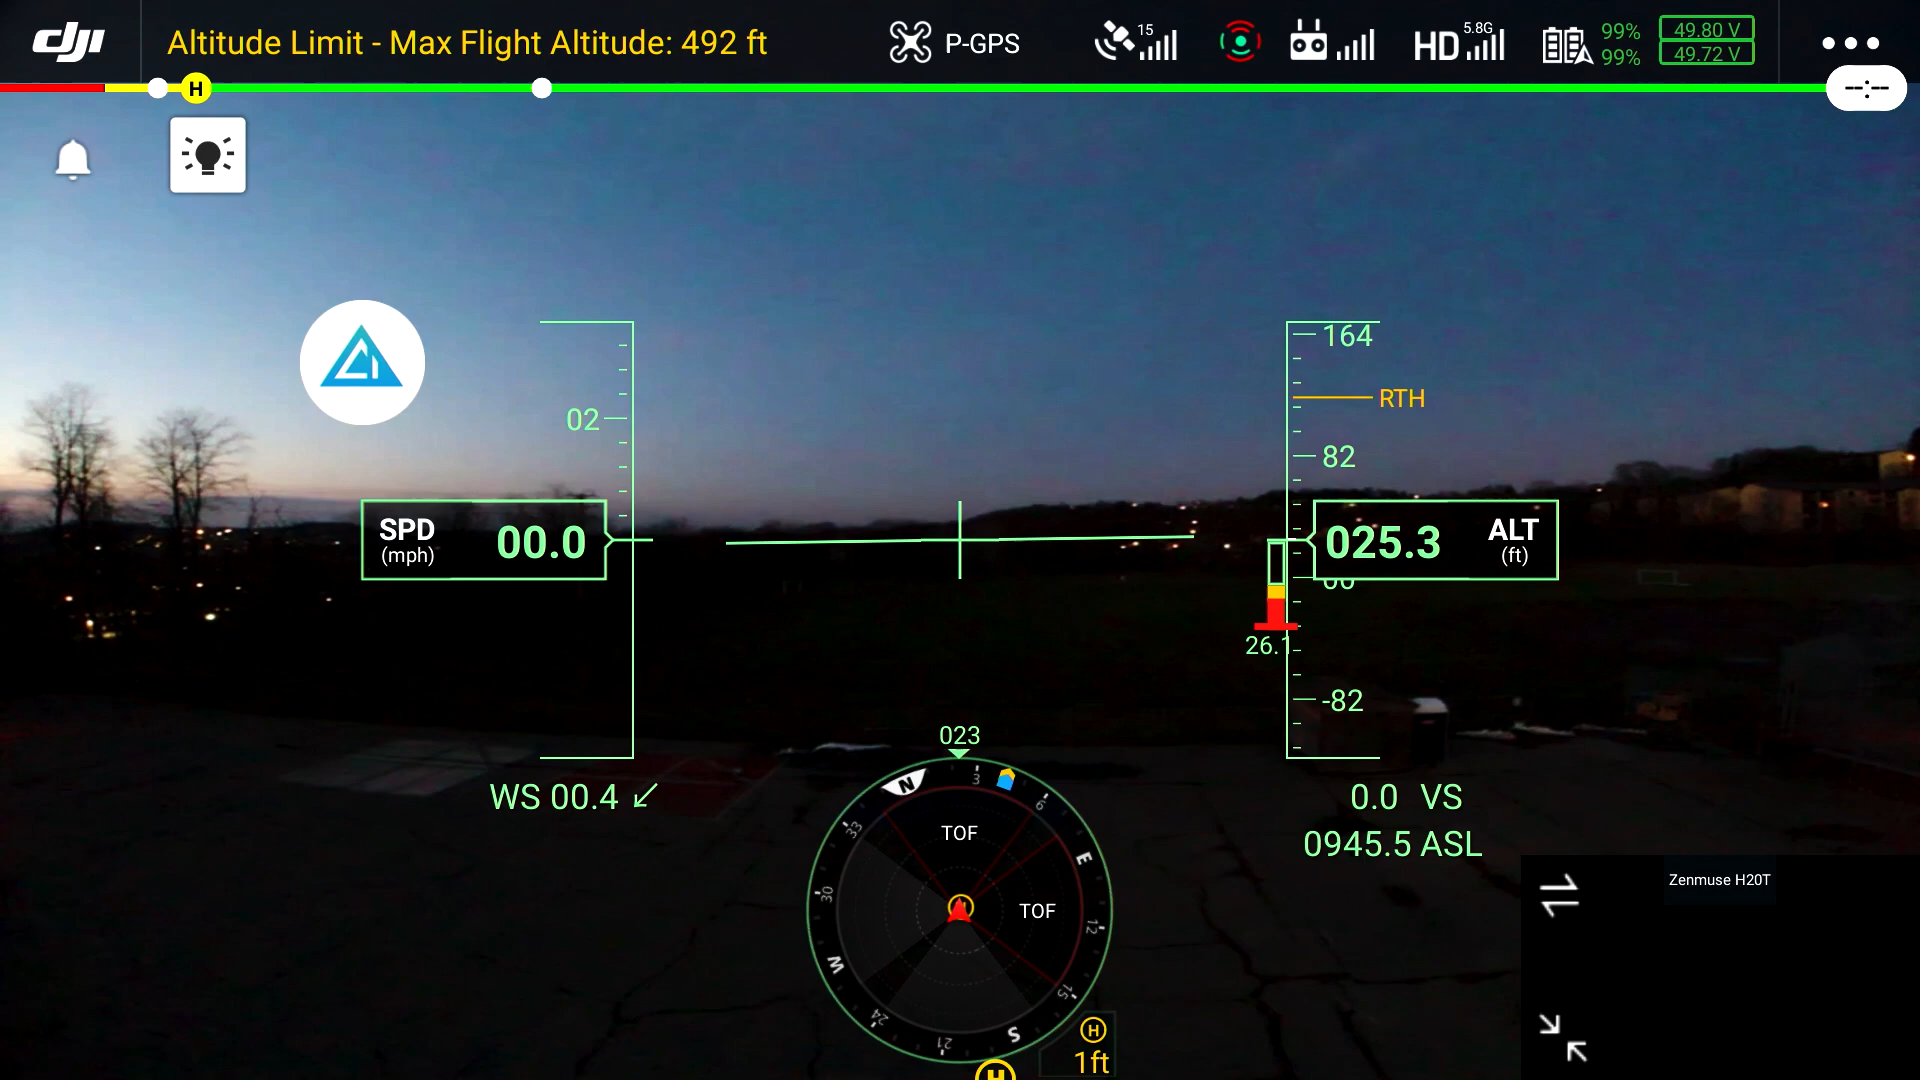 dji
Altitude Limit - Max Flight Altitude: 492 ft
P-GPS
15
HD 5.8G
99% 49.80 V
99% 49.72 V
H
--:--
164
RTH
02
82
SPD
(mph)
00.0
025.3
ALT
(ft)
26.1
-82
023
WS 00.4
0.0 VS
0945.5 ASL
N
3
6
E
12
15
S
21
24
W
30
33
TOF
TOF
Zenmuse H20T
H
1ft
H